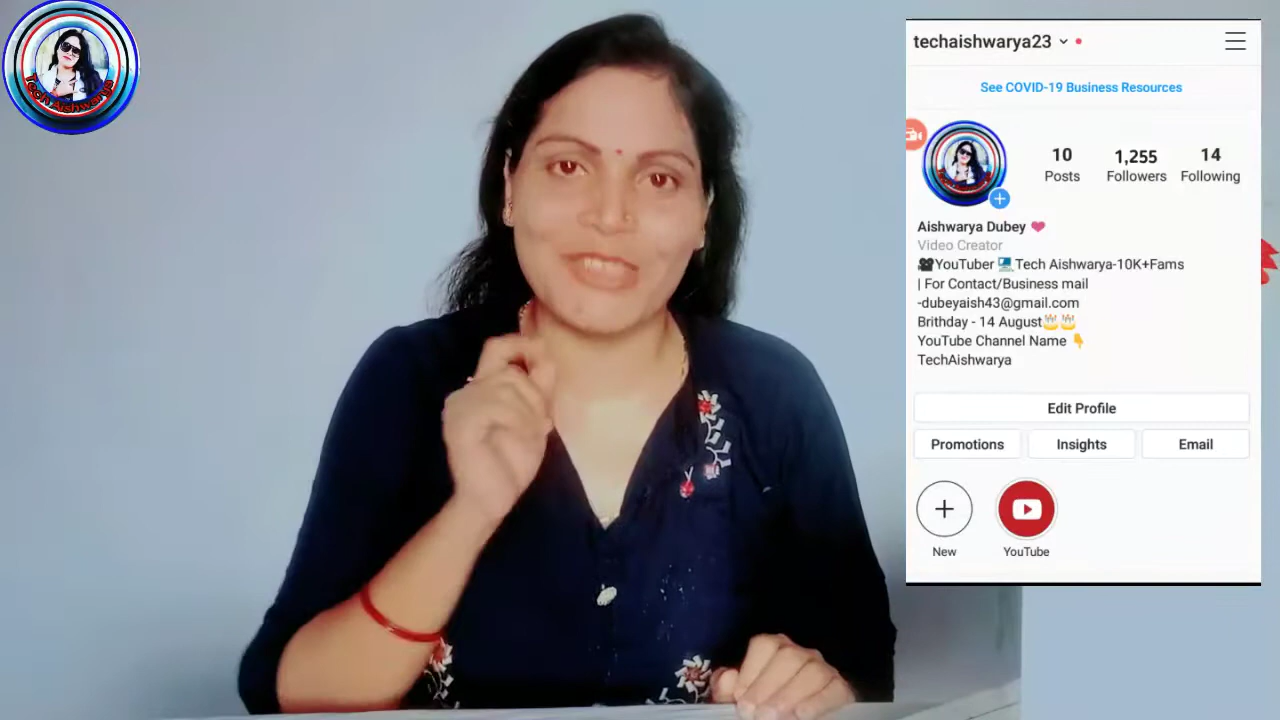 Tech Aishwarya
techaishwarya23
See COVID-19 Business Resources
10
Posts
1,255
Followers
14
Following
Aishwarya Dubey
Video Creator
YouTuber Tech Aishwarya-10K+Fams
| For Contact/Business mail
-dubeyaish43@gmail.com
Brithday - 14 August
YouTube Channel Name
TechAishwarya
Edit Profile
Promotions
Insights
Email
New
YouTube